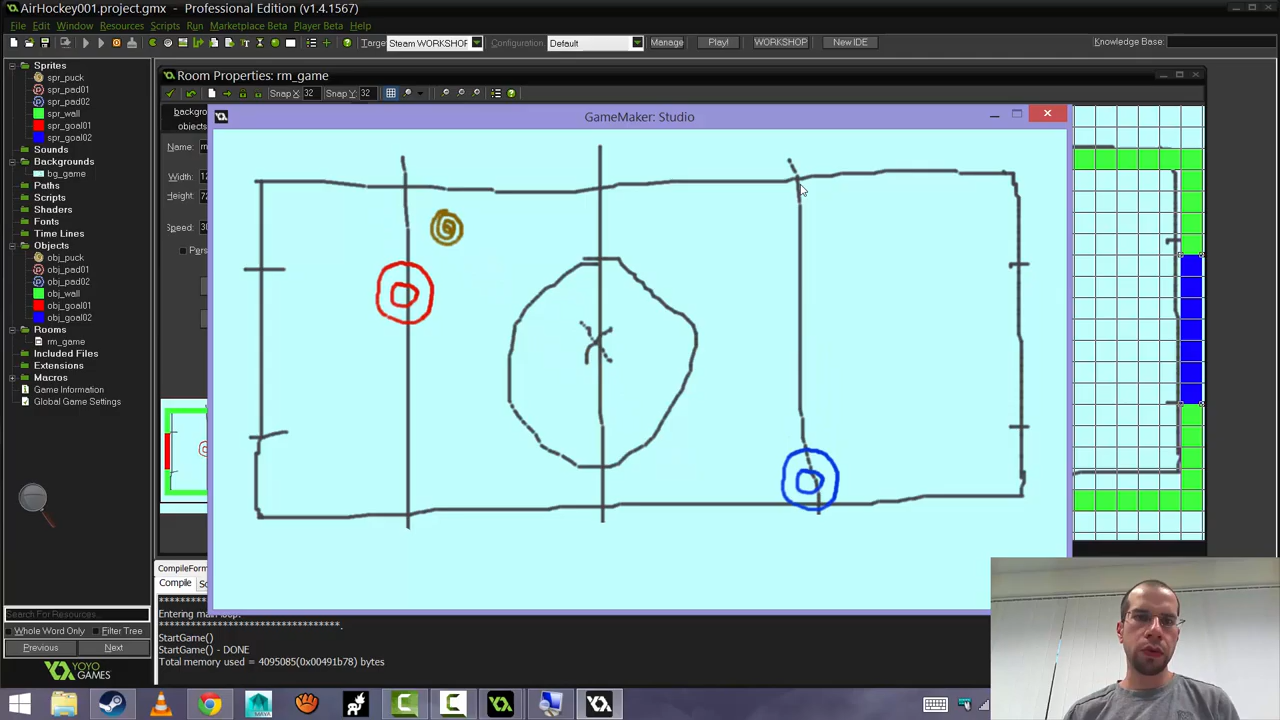 AirHockey001.project.gmx - Professional Edition (v1.4.1567)
File Edit Window Resources Scripts Run Marketplace Beta Player Beta Help
Target Steam WORKSHOP Configuration: Default Manage Play! WORKSHOP New IDE Knowledge Base:
Sprites
spr_puck
spr_pad01
spr_pad02
spr_wall
spr_goal01
spr_goal02
Sounds
Backgrounds
bg_game
Paths
Scripts
Shaders
Fonts
Time Lines
Objects
obj_puck
obj_pad01
obj_pad02
obj_wall
obj_goal01
obj_goal02
Rooms
rm_game
Included Files
Extensions
Macros
Game Information
Global Game Settings
Search For Resources
Whole Word Only Filter Tree
Previous Next
YOYO
GAMES
Room Properties: rm_game
Snap X 32 Snap Y 32
objects
Name:
Width:
Height:
Speed: 30
GameMaker: Studio
Compile
Entering
StartGame()
StartGame() - DONE
Total memory used = 4095085(0x00491b78) bytes